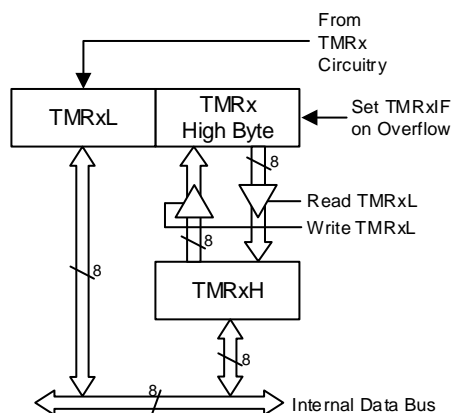 From
TMRx
Circuitry
TMRxL
TMRx
High Byte
Set TMRxIF
on Overflow
8
8
Read TMRxL
Write TMRxL
8
8
TMRxH
8
8
Internal Data Bus